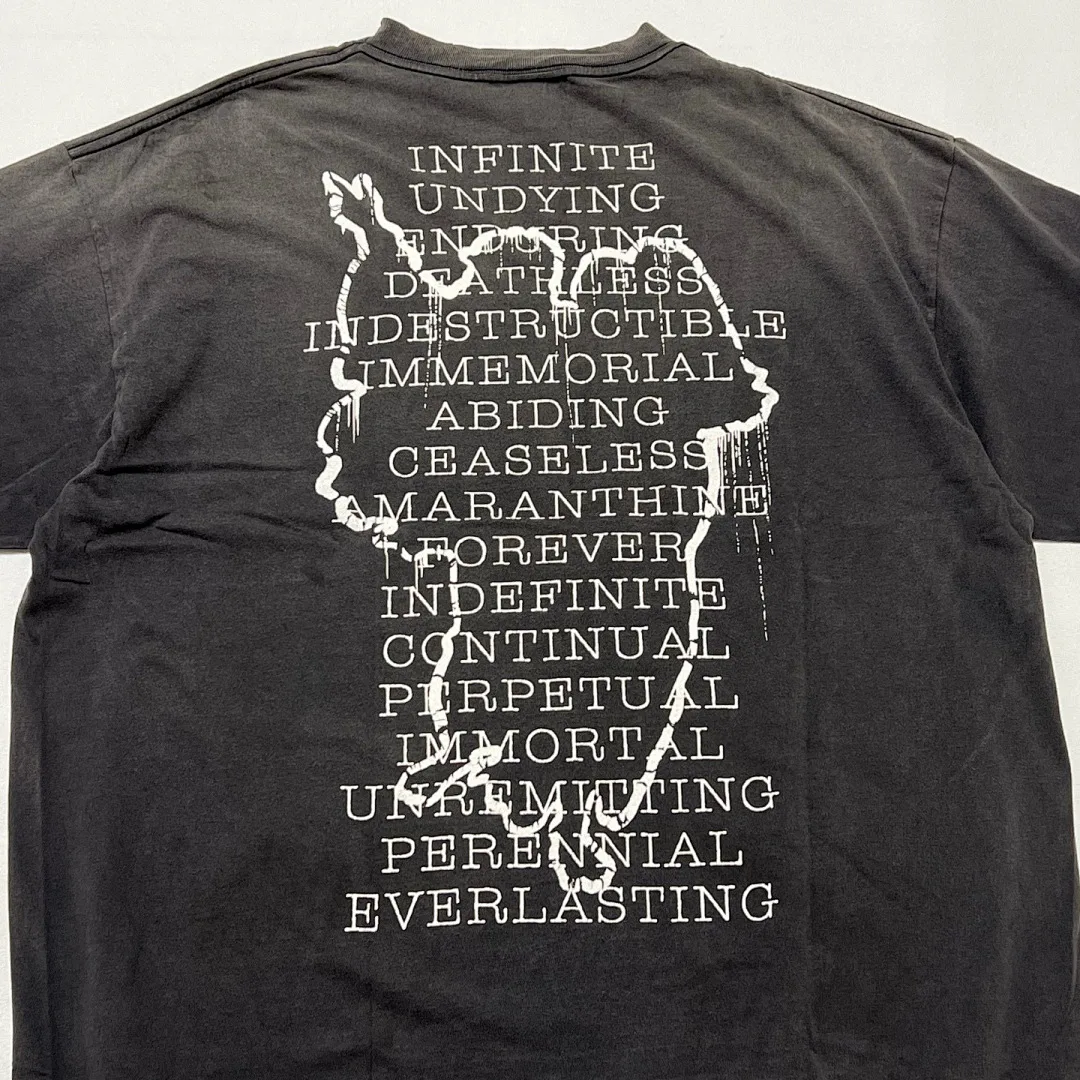 INFINITE
UNDYING
ENDURING
DEATHLESS
INDESTRUCTIBLE
IMMEMORIAL
ABIDING
CEASELESS
AMARANTHINE
FOREVER
INDEFINITE
CONTINUAL
PERPETUAL
IMMORTAL
UNREMITTING
PERENNIAL
EVERLASTING